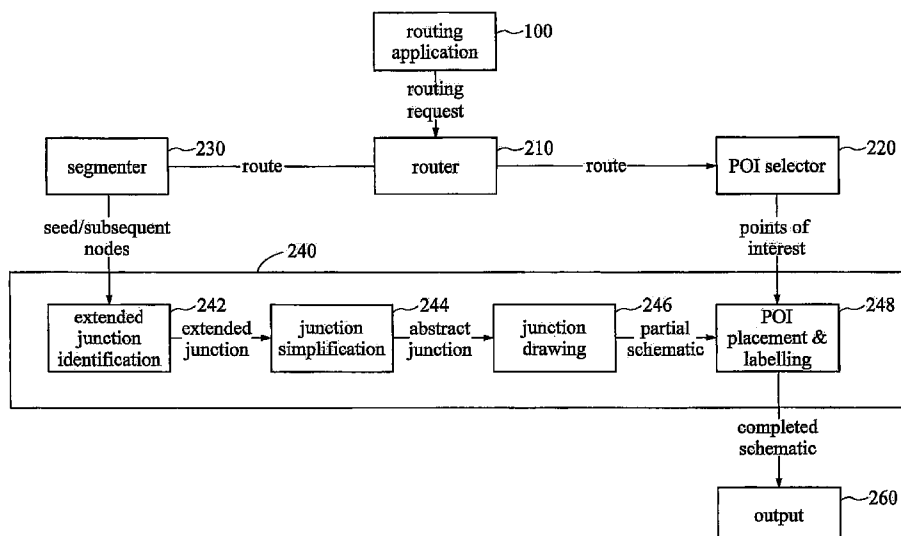 routing
application
100
routing
request
segmenter
230
route
router
210
route
POI selector
220
seed/subsequent
nodes
points of
interest
240
extended
junction
identification
242
extended
junction
junction
simplification
244
abstract
junction
junction
drawing
246
partial
schematic
POI
placement &
labelling
248
completed
schematic
output
260